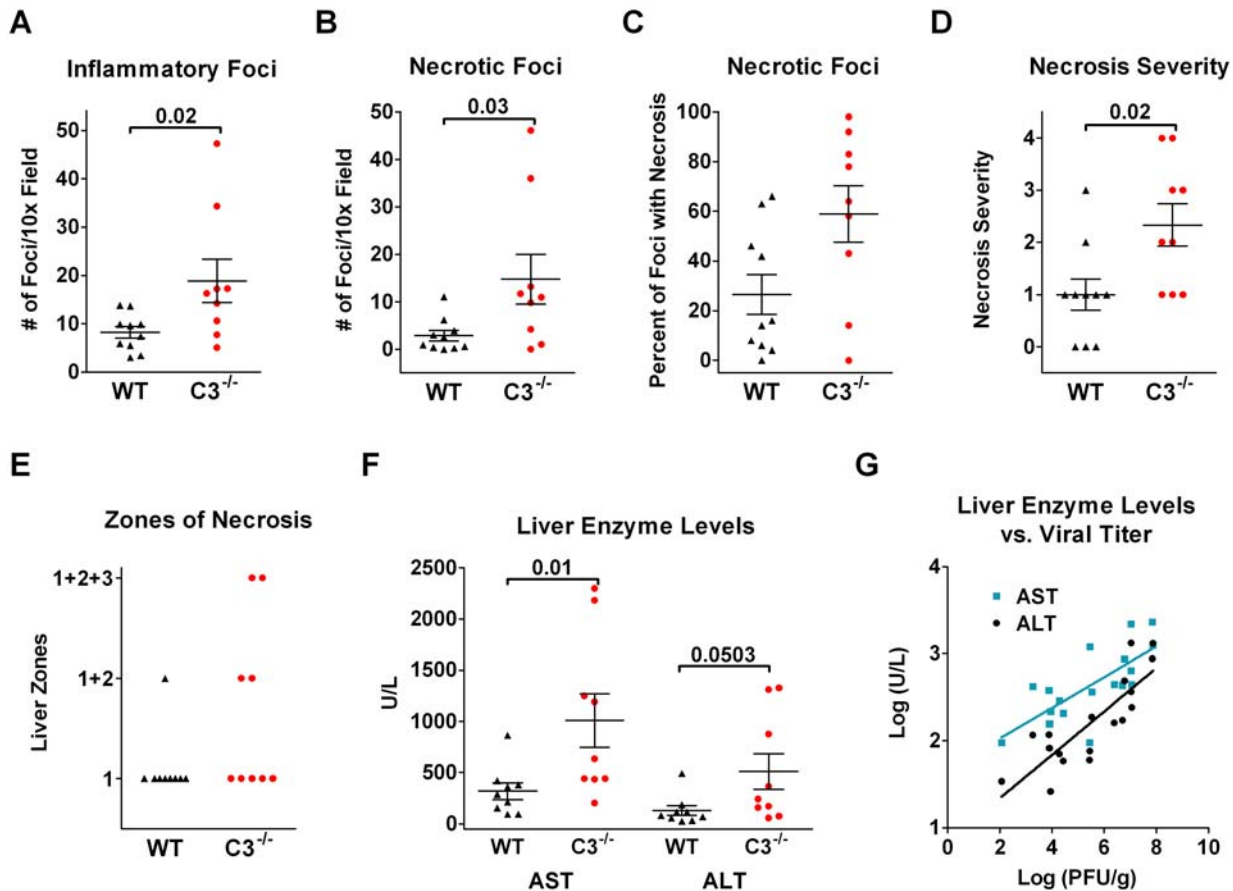 A
Inflammatory Foci
0.02
# of Foci/10x Field
50
40
30
20
10
0
WT C3-/-
B
Necrotic Foci
0.03
# of Foci/10x Field
50
40
30
20
10
0
WT C3-/-
C
Necrotic Foci
Percent of Foci with Necrosis
100
80
60
40
20
0
WT C3-/-
D
Necrosis Severity
0.02
Necrosis Severity
4
3
2
1
0
WT C3-/-
E
Zones of Necrosis
Liver Zones
1+2+3
1+2
1
WT C3-/-
F
Liver Enzyme Levels
U/L
2500
2000
1500
1000
500
0
0.01
0.0503
WT C3-/- WT C3-/-
AST ALT
G
Liver Enzyme Levels
vs. Viral Titer
AST
ALT
Log (U/L)
4
3
2
1
0 2 4 6 8 10
Log (PFU/g)